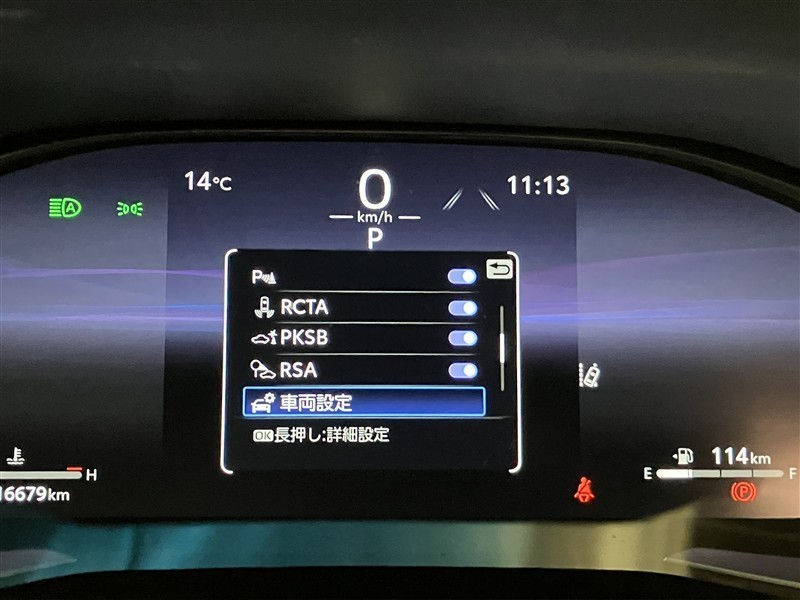 14°C
0
km/h
11:13
P
P
RCTA
PKSB
RSA
車両設定
OK長押し:詳細設定
H
6679km
114km
E
F